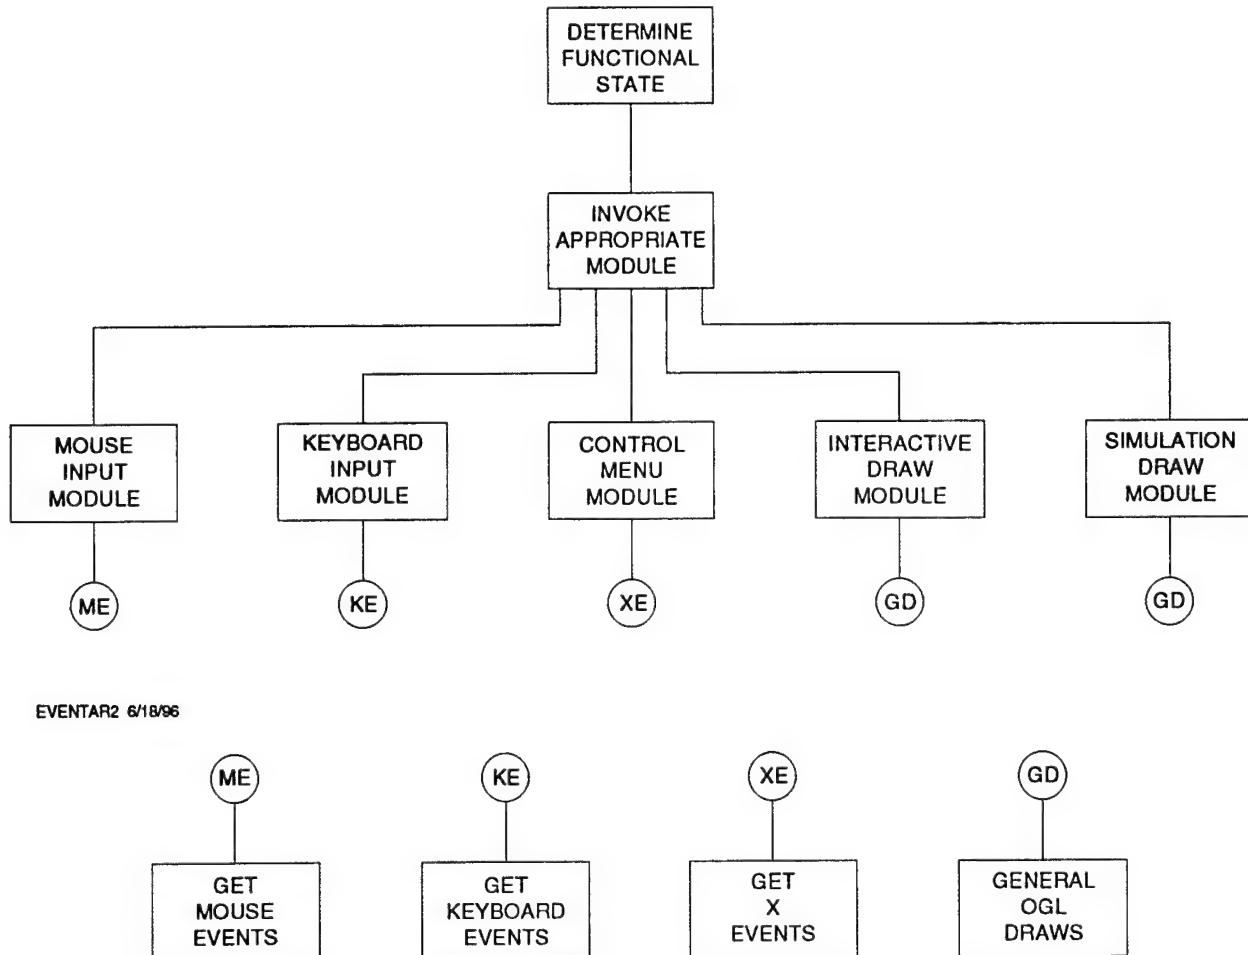 DETERMINE
FUNCTIONAL
STATE
INVOKE
APPROPRIATE
MODULE
MOUSE
INPUT
MODULE
KEYBOARD
INPUT
MODULE
CONTROL
MENU
MODULE
INTERACTIVE
DRAW
MODULE
SIMULATION
DRAW
MODULE
ME
KE
XE
GD
GD
EVENTAR2 6/18/96
ME
KE
XE
GD
GET
MOUSE
EVENTS
GET
KEYBOARD
EVENTS
GET
X
EVENTS
GENERAL
OGL
DRAWS